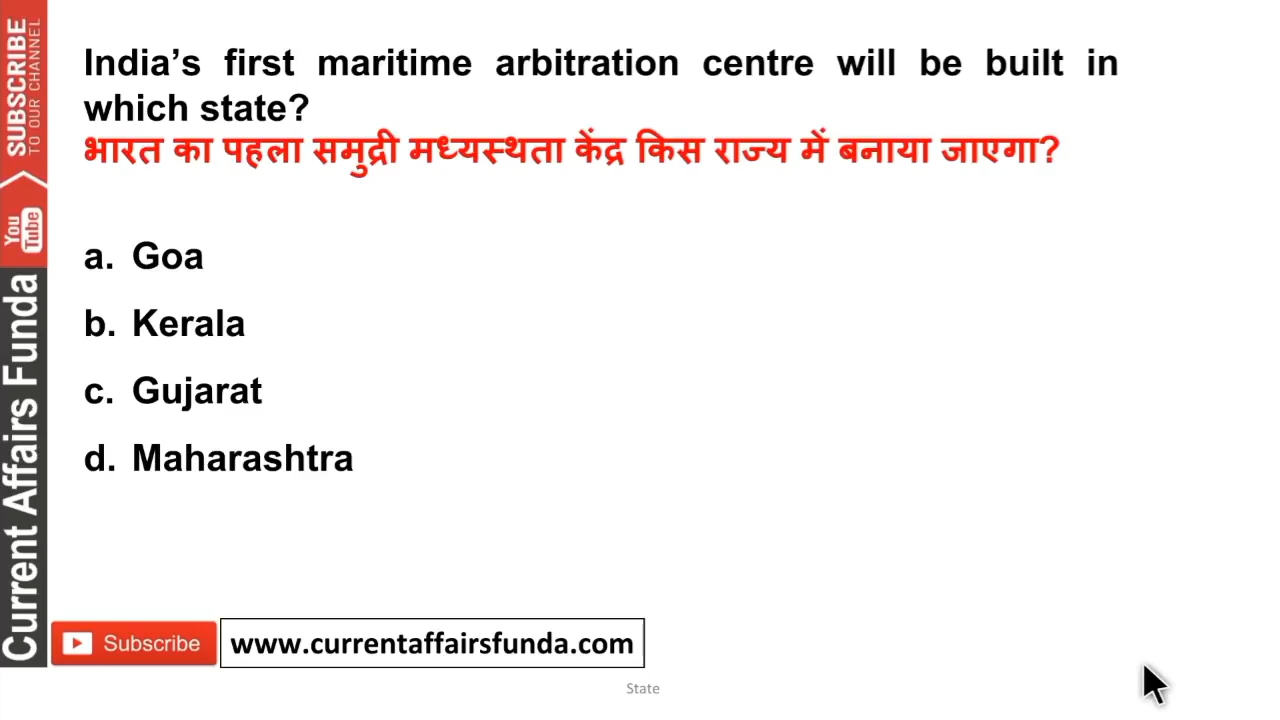 India’s first maritime arbitration centre will be built in
which state?
भारत का पहला समुद्री मध्यस्थता केंद्र किस राज्य में बनाया जाएगा?
a. Goa
b. Kerala
c. Gujarat
d. Maharashtra
SUBSCRIBE
TO OUR CHANNEL
You
Tube
Current Affairs Funda
Subscribe
www.currentaffairsfunda.com
State